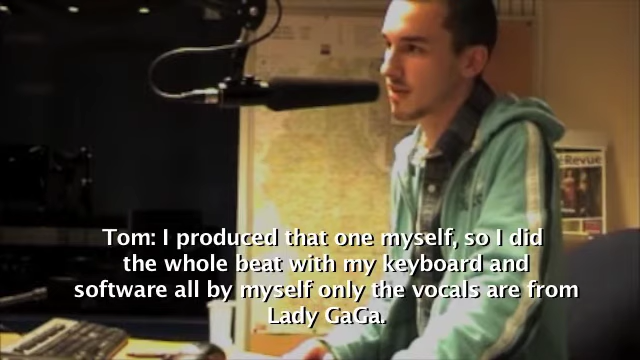 éRevue
Tom: I produced that one myself, so I did
the whole beat with my keyboard and
software all by myself only the vocals are from
Lady GaGa.